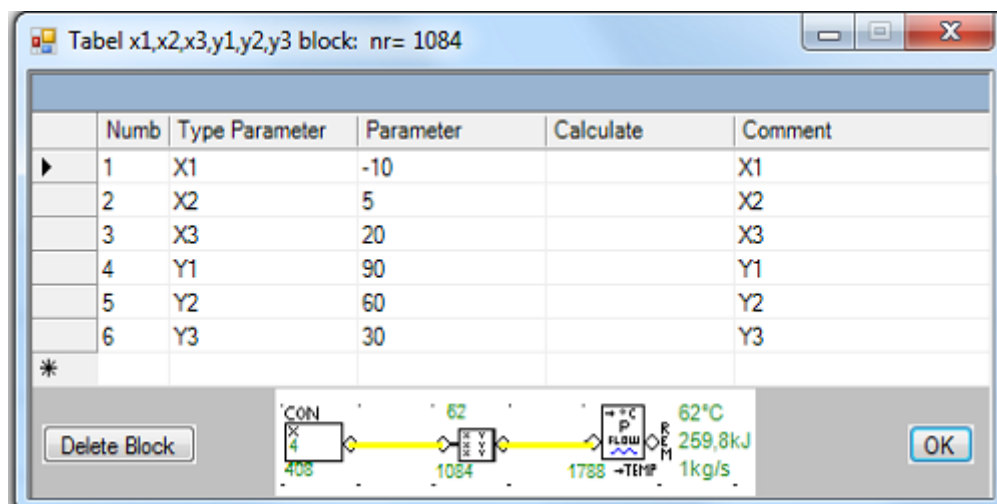 Tabel x1,x2,x3,y1,y2,y3 block: nr= 1084
Numb Type Parameter Parameter Calculate Comment
1 X1 -10 X1
2 X2 5 X2
3 X3 20 X3
4 Y1 90 Y1
5 Y2 60 Y2
6 Y3 30 Y3
Delete Block
CON
X
4
408
62
X Y
X Y
X Y
1084
→°C
P
FLOW
1788 →TEMP
REM
62°C
259,8kJ
1kg/s
OK